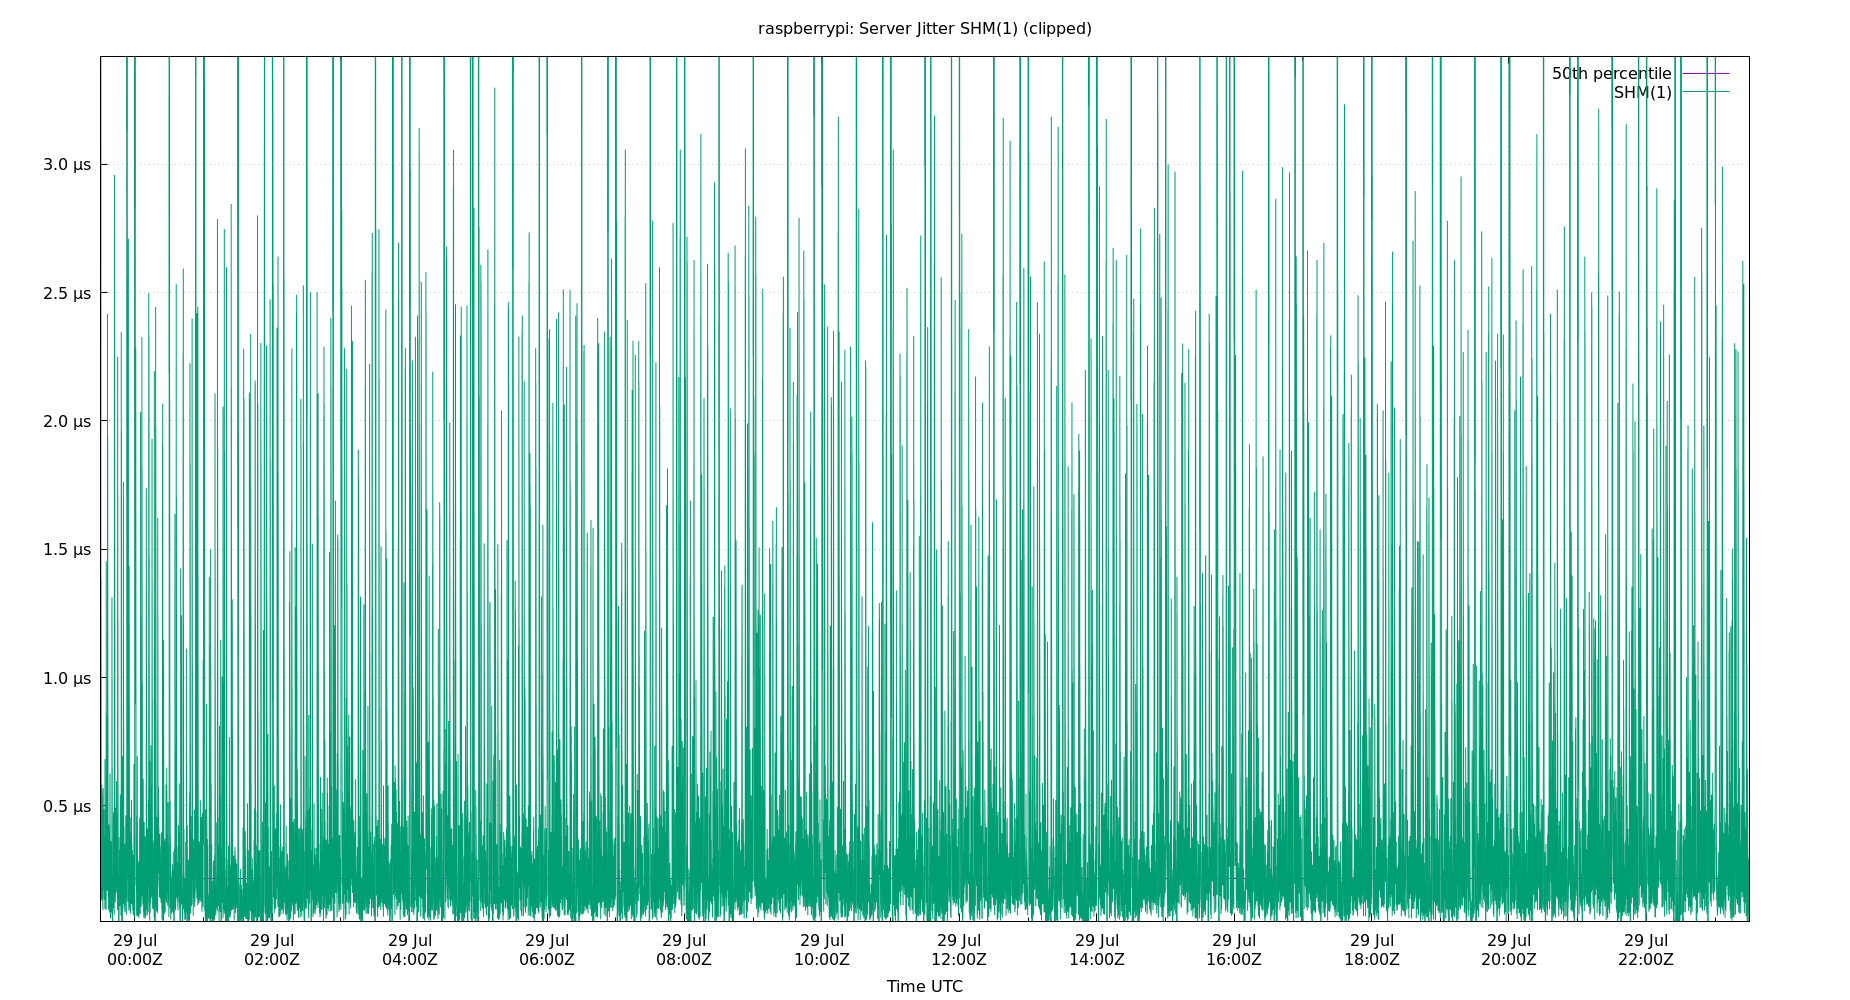 raspberrypi: Server Jitter SHM(1) (clipped)
50th percentile
SHM(1)
3.0 µs
2.5 µs
2.0 µs
1.5 µs
1.0 µs
0.5 µs
29 Jul 29 Jul 29 Jul 29 Jul 29 Jul 29 Jul 29 Jul 29 Jul 29 Jul 29 Jul 29 Jul 29 Jul
00:00Z 02:00Z 04:00Z 06:00Z 08:00Z 10:00Z 12:00Z 14:00Z 16:00Z 18:00Z 20:00Z 22:00Z
Time UTC